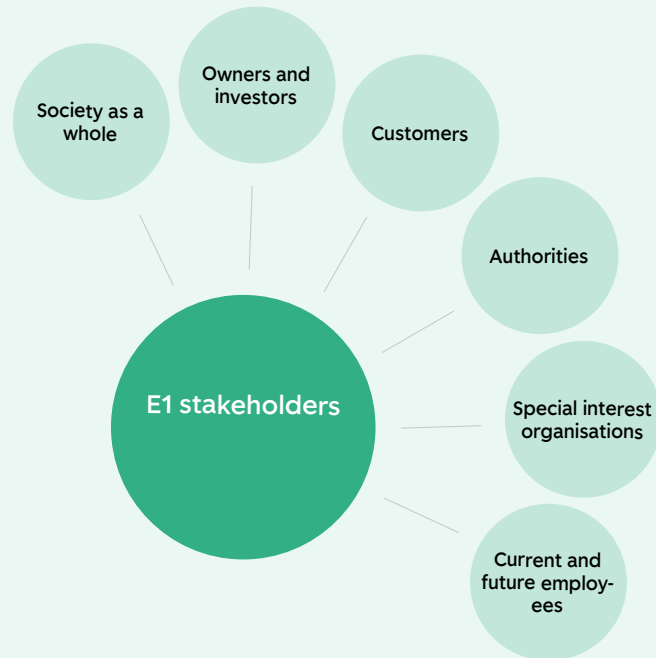 Society as a
whole
Owners and
investors
Customers
Authorities
Special interest
organisations
Current and
future employ-
ees
E1 stakeholders